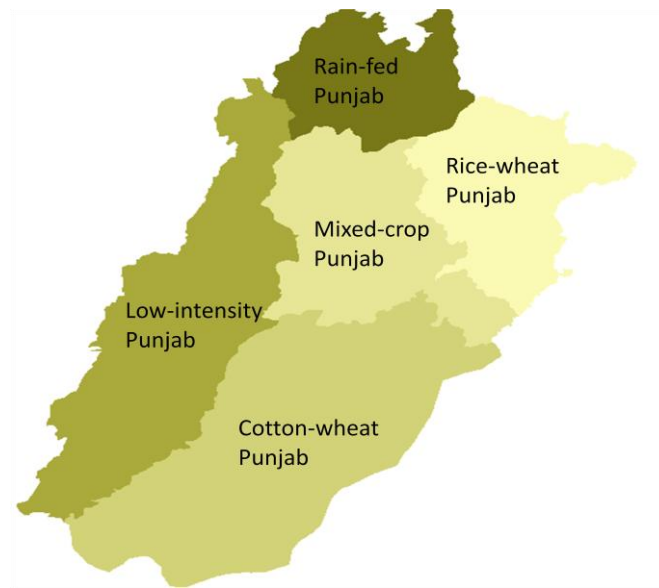 Rain-fed
Punjab
Rice-wheat
Punjab
Mixed-crop
Punjab
Low-intensity
Punjab
Cotton-wheat
Punjab